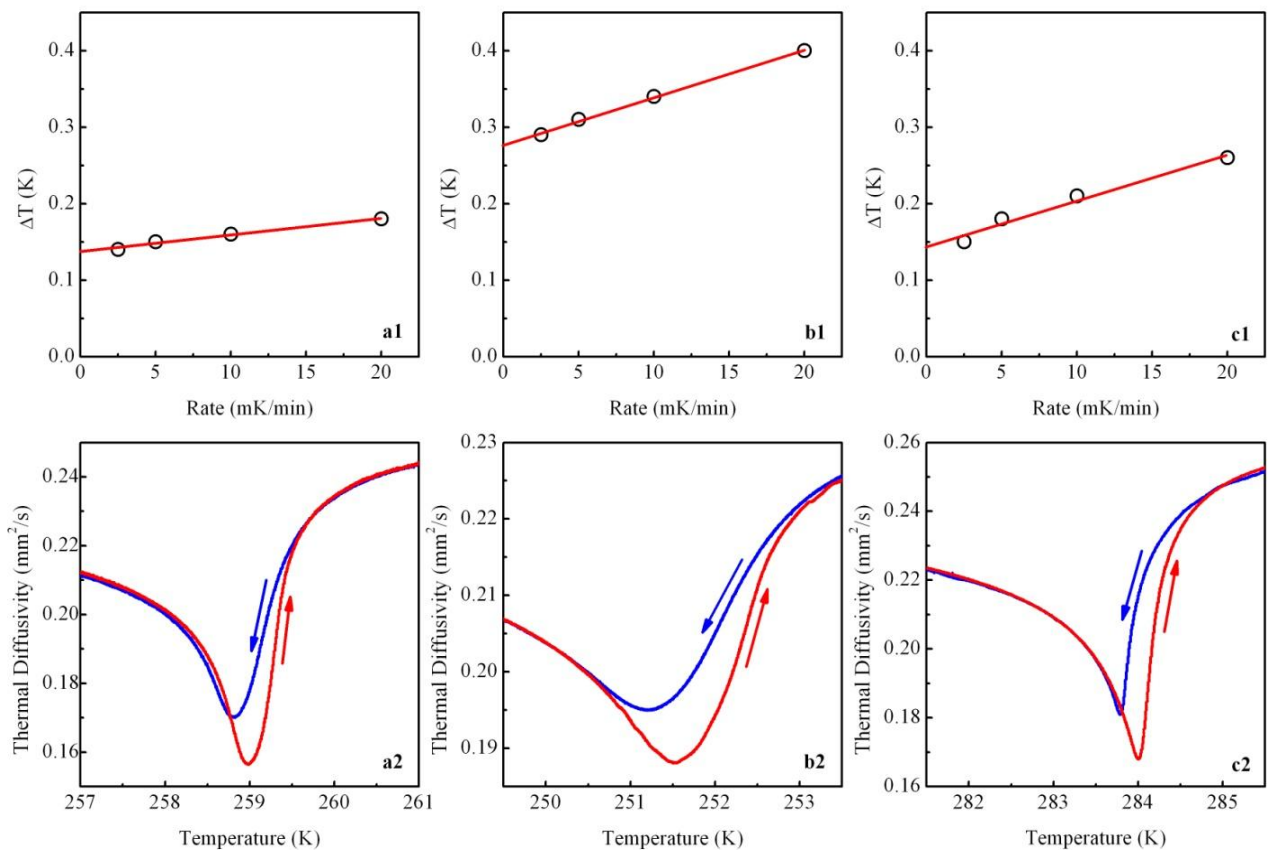 0.4
0.3
0.2
0.1
0.0
ΔT (K)
0 5 10 15 20
Rate (mK/min)
a1
0.4
0.3
0.2
0.1
0.0
ΔT (K)
0 5 10 15 20
Rate (mK/min)
b1
0.4
0.3
0.2
0.1
0.0
ΔT (K)
0 5 10 15 20
Rate (mK/min)
c1
0.24
0.22
0.20
0.18
0.16
Thermal Diffusivity (mm²/s)
257 258 259 260 261
Temperature (K)
a2
0.23
0.22
0.21
0.20
0.19
Thermal Diffusivity (mm²/s)
250 251 252 253
Temperature (K)
b2
0.26
0.24
0.22
0.20
0.18
0.16
Thermal Diffusivity (mm²/s)
282 283 284 285
Temperature (K)
c2